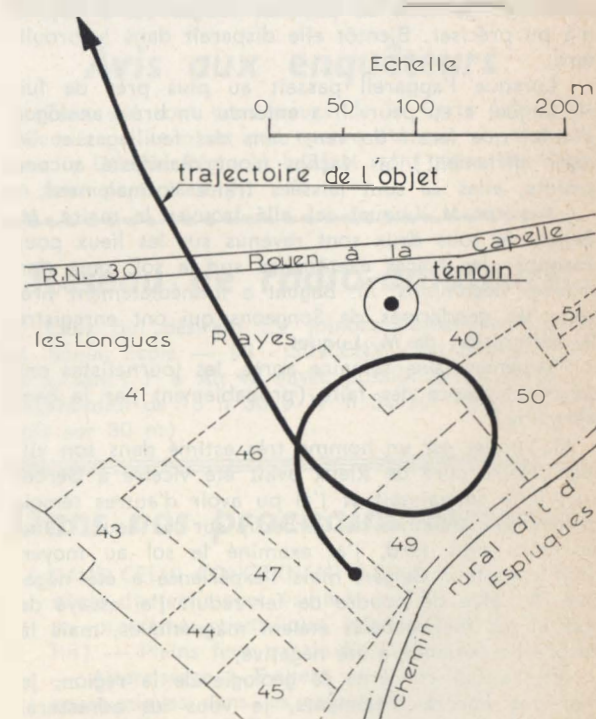 Echelle.
0 50 100 200 m
trajectoire de l'objet
R.N. 30 Rouen à la Capelle
témoin
les Longues Rayes
51
40
41
50
46
43
49
47
44
45
chemin rural dit d'Espluques